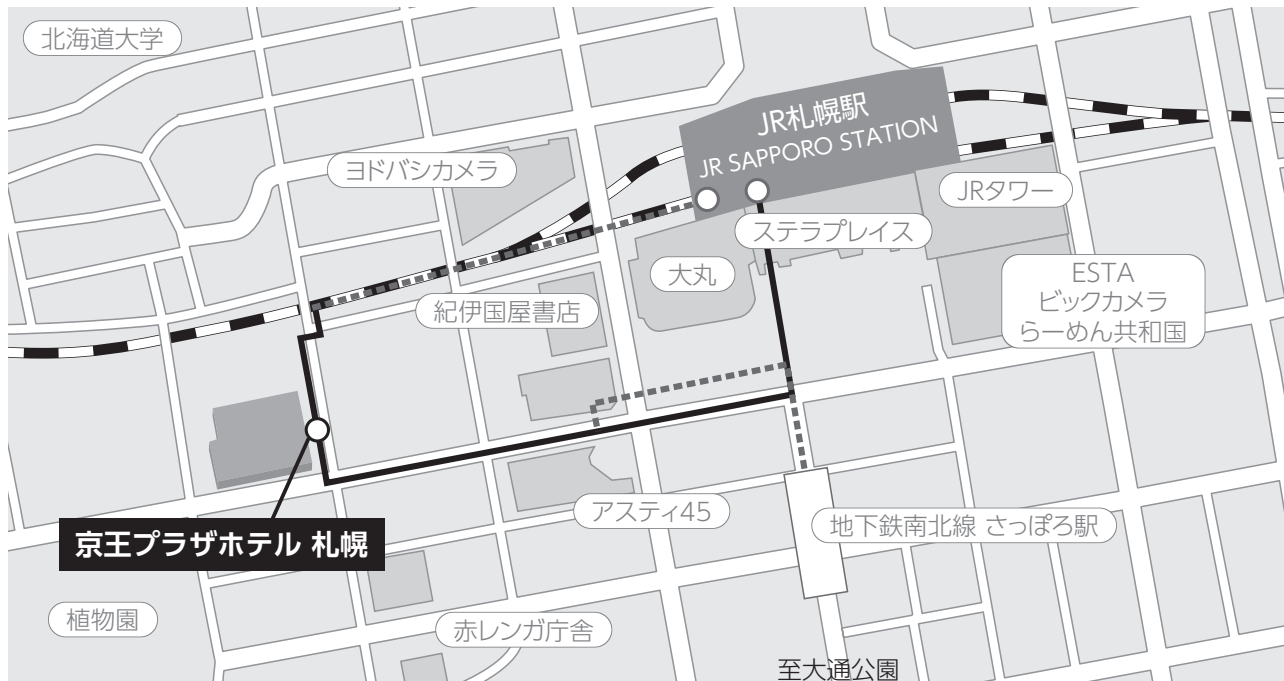 北海道大学
JR札幌駅
JR SAPPORO STATION
ヨドバシカメラ
JRタワー
ステラプレイス
大丸
ESTA
ビックカメラ
らーめん共和国
紀伊国屋書店
アスティ45
地下鉄南北線 さっぽろ駅
京王プラザホテル 札幌
植物園
赤レンガ庁舎
至大通公園